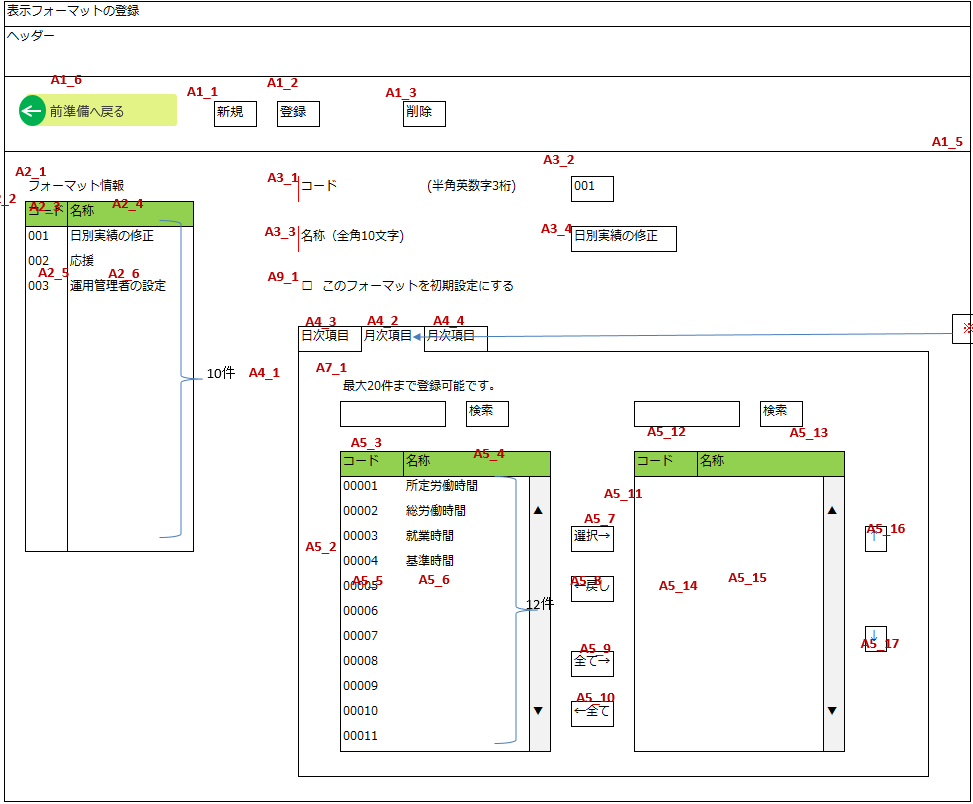 表示フォーマットの登録
ヘッダー
A1_6
A1_1
A1_2
A1_3
前準備へ戻る
新規
登録
削除
A1_5
A2_1
A3_1
A3_2
フォーマット情報
コード
(半角英数字3桁)
001
_2
A2_3
A2_4
コード
名称
A3_3
A3_4
001
日別実績の修正
名称（全角10文字)
日別実績の修正
002
応援
A2_5
A2_6
003
運用管理者の設定
A9_1
□ このフォーマットを初期設定にする
A4_3
A4_2
A4_4
日次項目
月次項目
月次項目
※
10件
A4_1
A7_1
最大20件まで登録可能です。
検索
検索
A5_3
A5_4
A5_12
A5_13
コード
名称
コード
名称
00001
所定労働時間
A5_11
00002
総労働時間
▲
▲
A5_7
A5_16
00003
就業時間
選択→
↑
A5_2
00004
基準時間
A5_5
A5_6
A5_8
A5_14
A5_15
00005
←戻し
00006
12件
00007
↓
A5_9
A5_17
00008
全て→
00009
A5_10
00010
▼
←全て
▼
00011